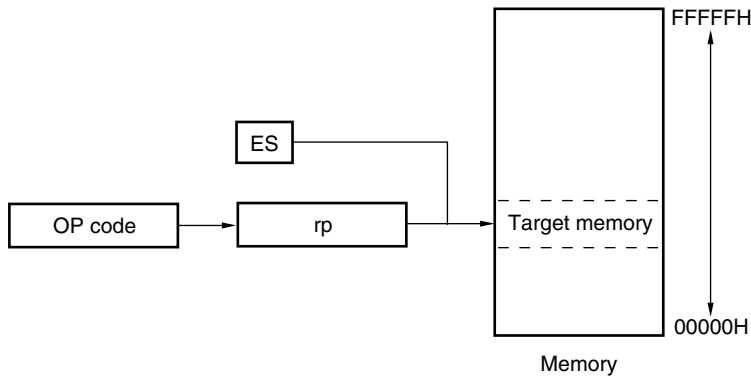 FFFFFH
ES
OP code
rp
Target memory
00000H
Memory